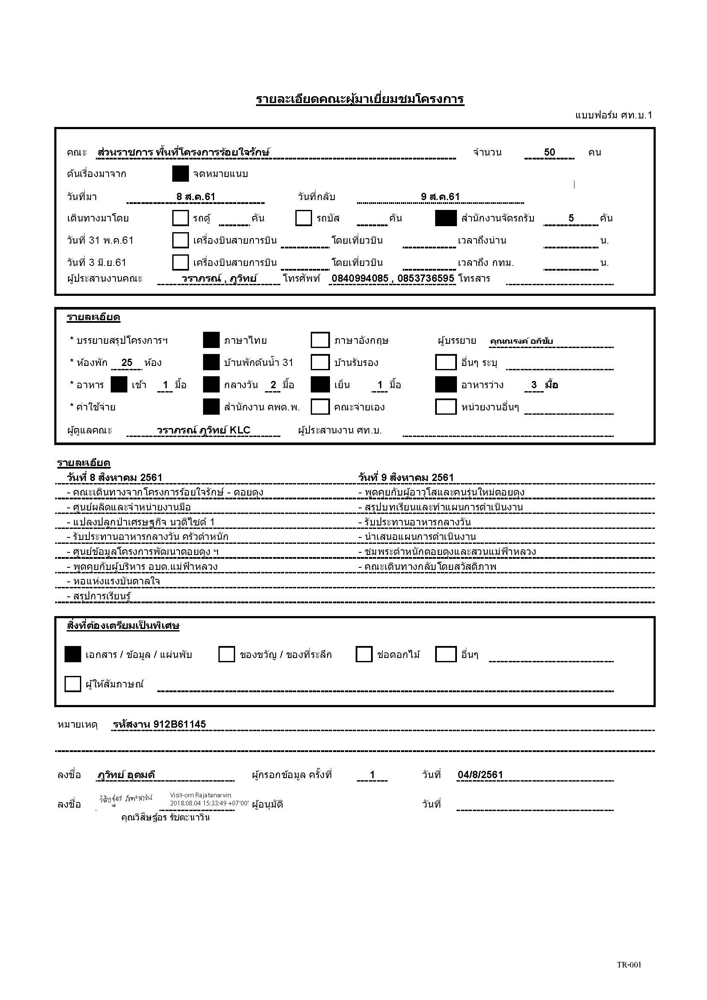 รายละเอียดคณะผู้มาเยี่ยมชมโครงการ
แบบฟอร์ม ศท.บ.1
คณะ ส่วนราชการ พื้นที่โครงการร้อยใจรักษ์ จำนวน 50 คน
ต้นเรื่องมาจาก จดหมายแนบ
วันที่มา 8 ส.ค.61 วันที่กลับ 9 ส.ค.61
เดินทางมาโดย รถตู้ คัน รถบัส คัน สำนักงานจัดรถรับ 5 คัน
วันที่ 31 พ.ค.61 เครื่องบินสายการบิน โดยเที่ยวบิน เวลาถึงน่าน น.
วันที่ 3 มิ.ย.61 เครื่องบินสายการบิน โดยเที่ยวบิน เวลาถึง กทม. น.
ผู้ประสานงานคณะ วราภรณ์ , ภูวิทย์ โทรศัพท์ 0840994085 , 0853736595 โทรสาร
รายละเอียด
* บรรยายสรุปโครงการฯ ภาษาไทย ภาษาอังกฤษ ผู้บรรยาย คุณณรงค์ อภิชัย
* ห้องพัก 25 ห้อง บ้านพักต้นน้ำ 31 บ้านรับรอง อื่นๆ ระบุ
* อาหาร เช้า 1 มื้อ กลางวัน 2 มื้อ เย็น 1 มื้อ อาหารว่าง 3 มื้อ
* ค่าใช้จ่าย สำนักงาน คพต.พ. คณะจ่ายเอง หน่วยงานอื่นๆ
ผู้ดูแลคณะ วราภรณ์ ภูวิทย์ KLC ผู้ประสานงาน ศท.บ.
รายละเอียด
วันที่ 8 สิงหาคม 2561 วันที่ 9 สิงหาคม 2561
- คณะเดินทางจากโครงการร้อยใจรักษ์ - ดอยตุง - พูดคุยกับผู้อาวุโสและคนรุ่นใหม่ดอยตุง
- ศูนย์ผลิตและจำหน่ายงานมือ - สรุปบทเรียนและทำแผนการดำเนินงาน
- แปลงปลูกป่าเศรษฐกิจ นวุติไซต์ 1 - รับประทานอาหารกลางวัน
- รับประทานอาหารกลางวัน ครัวตำหนัก - นำเสนอแผนการดำเนินงาน
- ศูนย์ข้อมูลโครงการพัฒนาดอยตุง ฯ - ชมพระตำหนักดอยตุงและสวนแม่ฟ้าหลวง
- พูดคุยกับผู้บริหาร อบต.แม่ฟ้าหลวง - คณะเดินทางกลับโดยสวัสดิภาพ
- หอแห่งแรงบันดาลใจ
- สรุปการเรียนรู้
สิ่งที่ต้องเตรียมเป็นพิเศษ
เอกสาร / ข้อมูล / แผ่นพับ ของขวัญ / ของที่ระลึก ช่อดอกไม้ อื่นๆ
ผู้ให้สัมภาษณ์
หมายเหตุ รหัสงาน 912B61145
ลงชื่อ ภูวิทย์ อุดมดี ผู้กรอกข้อมูล ครั้งที่ 1 วันที่ 04/8/2561
Visit-orn Rajatanarvin
ลงชื่อ วิสิษฐ์อร รัชตะนาวิน 2018.08.04 15:33:49 +07'00' ผู้อนุมัติ วันที่
คุณวิสิษฐ์อร รัชตะนาวิน
TR-001